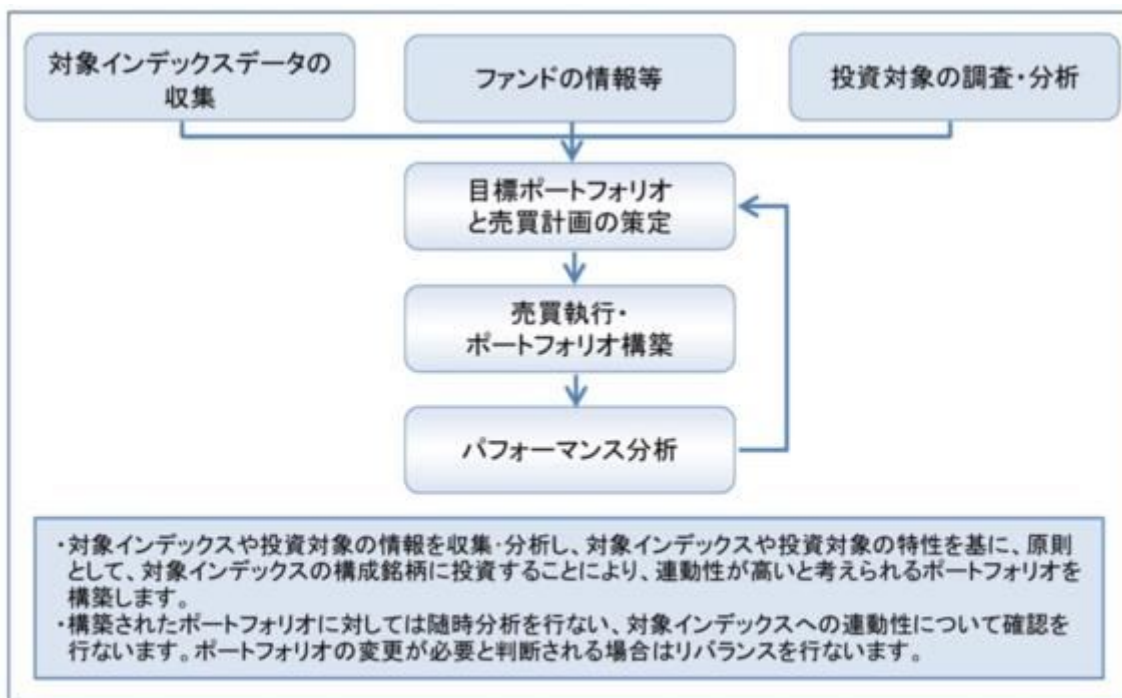 対象インデックスデータの
収集
ファンドの情報等
投資対象の調査・分析
目標ポートフォリオ
と売買計画の策定
売買執行・
ポートフォリオ構築
パフォーマンス分析
・対象インデックスや投資対象の情報を収集・分析し、対象インデックスや投資対象の特性を基に、原則
として、対象インデックスの構成銘柄に投資することにより、連動性が高いと考えられるポートフォリオを
構築します。
・構築されたポートフォリオに対しては随時分析を行ない、対象インデックスへの連動性について確認を
行ないます。ポートフォリオの変更が必要と判断される場合はリバランスを行ないます。